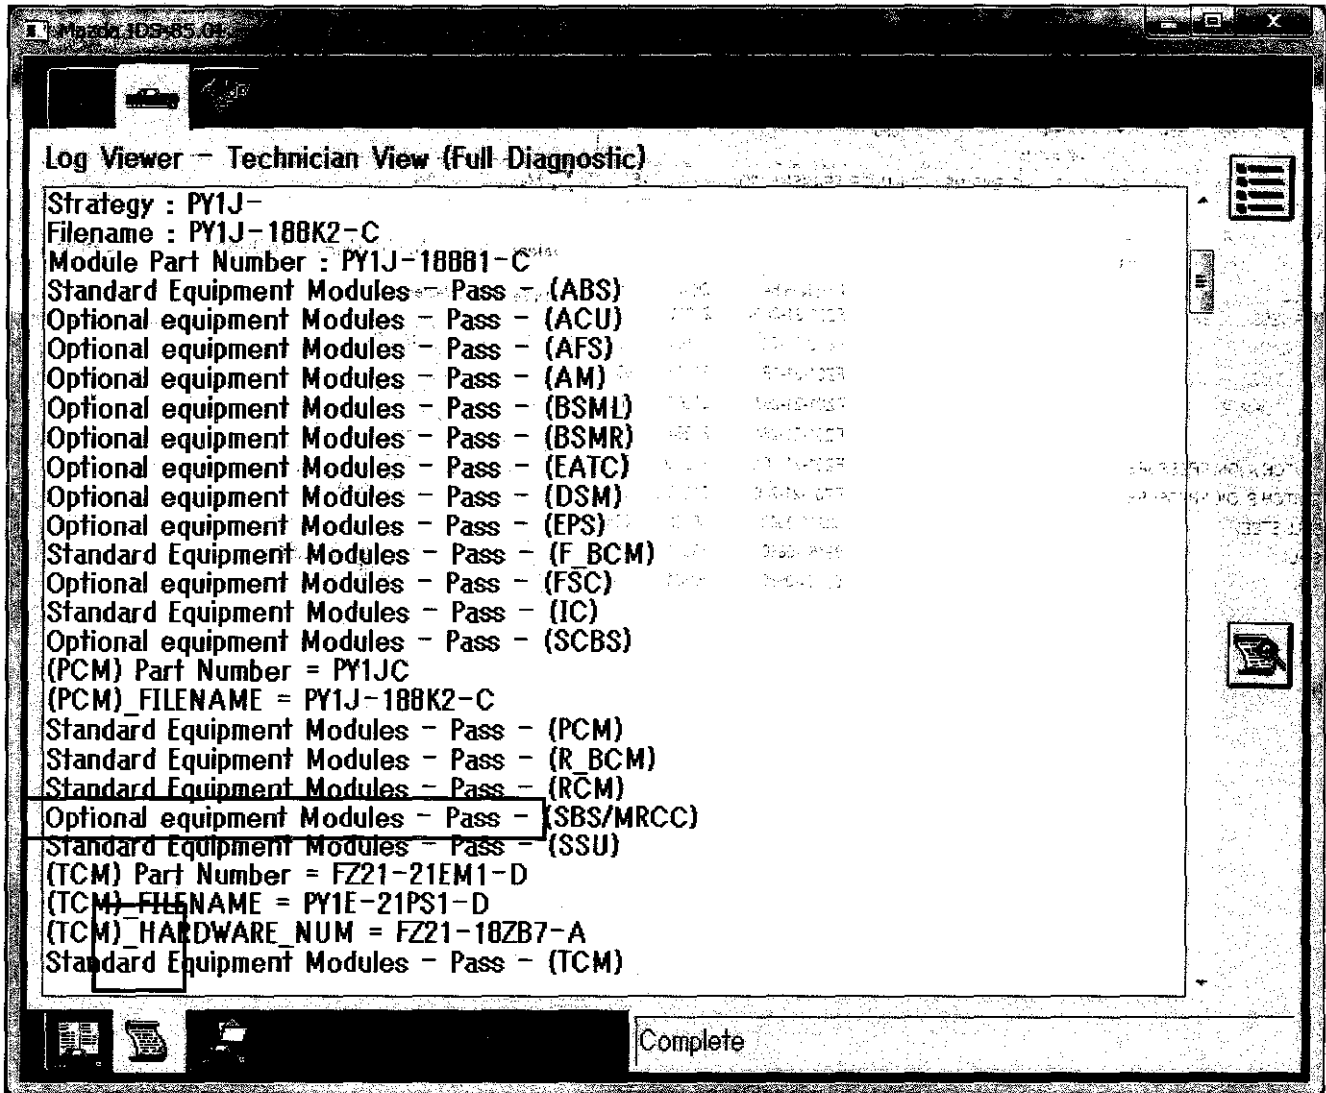 Mazda IDS-85.01
Log Viewer - Technician View (Full Diagnostic)
Strategy : PY1J-
Filename : PY1J-188K2-C
Module Part Number : PY1J-18881-C
Standard Equipment Modules - Pass - (ABS)
Optional equipment Modules - Pass - (ACU)
Optional equipment Modules - Pass - (AFS)
Optional equipment Modules - Pass - (AM)
Optional equipment Modules - Pass - (BSML)
Optional equipment Modules - Pass - (BSMR)
Optional equipment Modules - Pass - (EATC)
Optional equipment Modules - Pass - (DSM)
Optional equipment Modules - Pass - (EPS)
Standard Equipment Modules - Pass - (F_BCM)
Optional equipment Modules - Pass - (FSC)
Standard Equipment Modules - Pass - (IC)
Optional equipment Modules - Pass - (SCBS)
(PCM) Part Number = PY1JC
(PCM)_FILENAME = PY1J-188K2-C
Standard Equipment Modules - Pass - (PCM)
Standard Equipment Modules - Pass - (R_BCM)
Standard Equipment Modules - Pass - (RCM)
Optional equipment Modules - Pass - (SBS/MRCC)
Standard Equipment Modules - Pass - (SSU)
(TCM) Part Number = FZ21-21EM1-D
(TCM)_FILENAME = PY1E-21PS1-D
(TCM)_HARDWARE_NUM = FZ21-18ZB7-A
Standard Equipment Modules - Pass - (TCM)
Complete